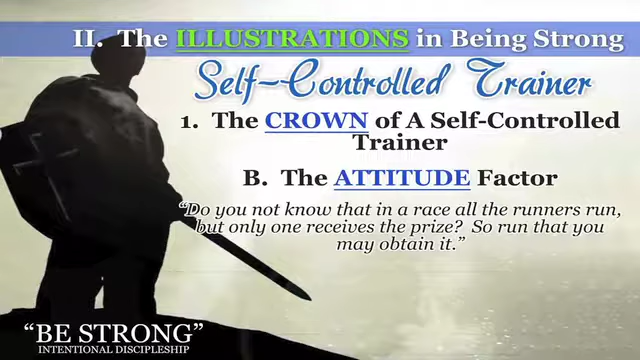 II. The ILLUSTRATIONS in Being Strong
Self-Controlled Trainer
1. The CROWN of A Self-Controlled
Trainer
B. The ATTITUDE Factor
“Do you not know that in a race all the runners run,
but only one receives the prize? So run that you
may obtain it.”
“BE STRONG”
INTENTIONAL DISCIPLESHIP